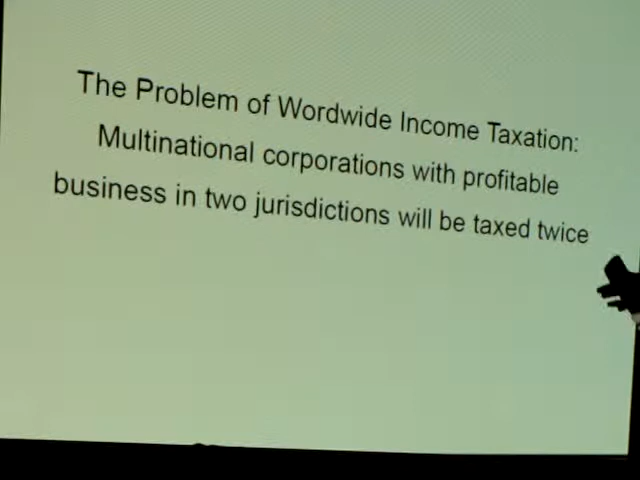 The Problem of Wordwide Income Taxation:
Multinational corporations with profitable
business in two jurisdictions will be taxed twice